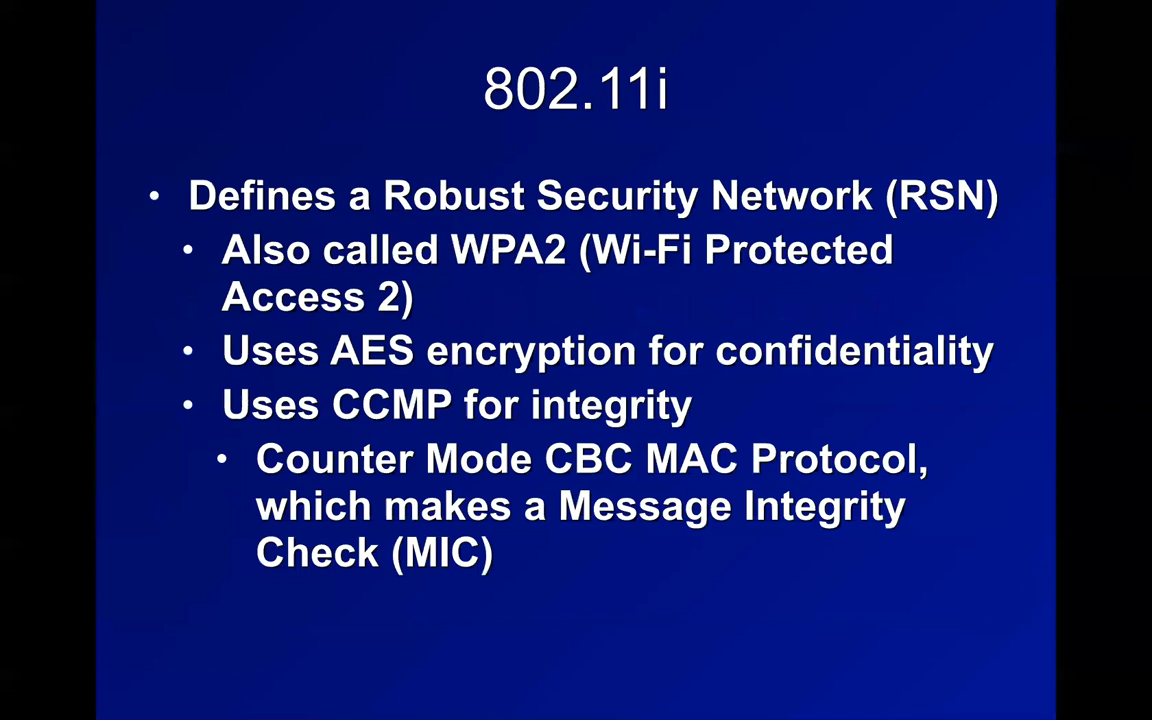 802.11i
• Defines a Robust Security Network (RSN)
• Also called WPA2 (Wi-Fi Protected
Access 2)
• Uses AES encryption for confidentiality
• Uses CCMP for integrity
• Counter Mode CBC MAC Protocol,
which makes a Message Integrity
Check (MIC)